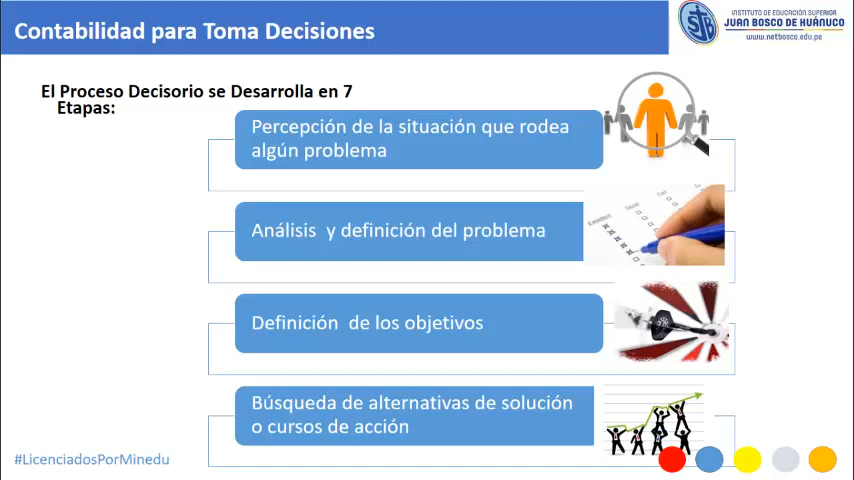 Contabilidad para Toma Decisiones
INSTITUTO DE EDUCACIÓN SUPERIOR
JUAN BOSCO DE HUÁNUCO
www.netbosco.edu.pe
El Proceso Decisorio se Desarrolla en 7
Etapas:
Percepción de la situación que rodea
algún problema
Análisis y definición del problema
Excellent
Good
Definición de los objetivos
Búsqueda de alternativas de solución
o cursos de acción
#LicenciadosPorMinedu